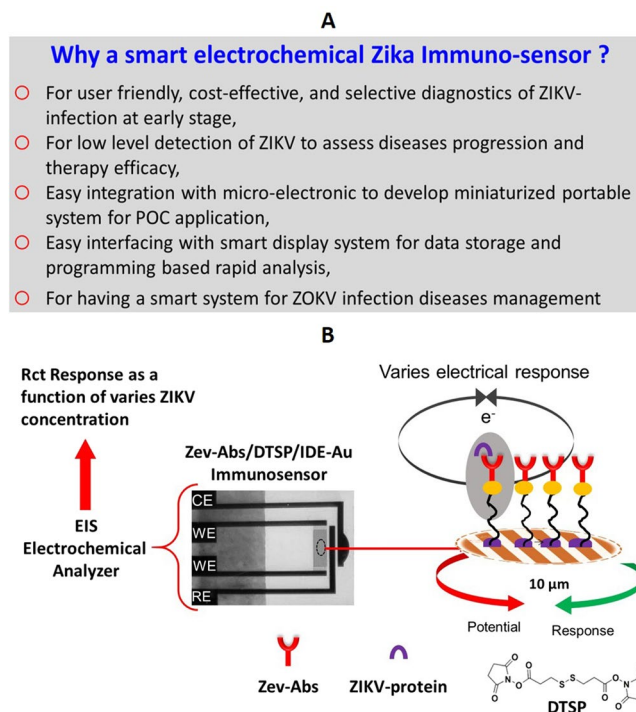 A
Why a smart electrochemical Zika Immuno-sensor ?
For user friendly, cost-effective, and selective diagnostics of ZIKV-
infection at early stage,
For low level detection of ZIKV to assess diseases progression and
therapy efficacy,
Easy integration with micro-electronic to develop miniaturized portable
system for POC application,
Easy interfacing with smart display system for data storage and
programming based rapid analysis,
For having a smart system for ZOKV infection diseases management
B
Rct Response as a
function of varies ZIKV
concentration
EIS
Electrochemical
Analyzer
Zev-Abs/DTSP/IDE-Au
Immunosensor
CE
WE
WE
RE
Varies electrical response
e-
10 μm
Potential
Response
Zev-Abs
ZIKV-protein
O
N
O
O
O
S
S
O
O
N
O
DTSP